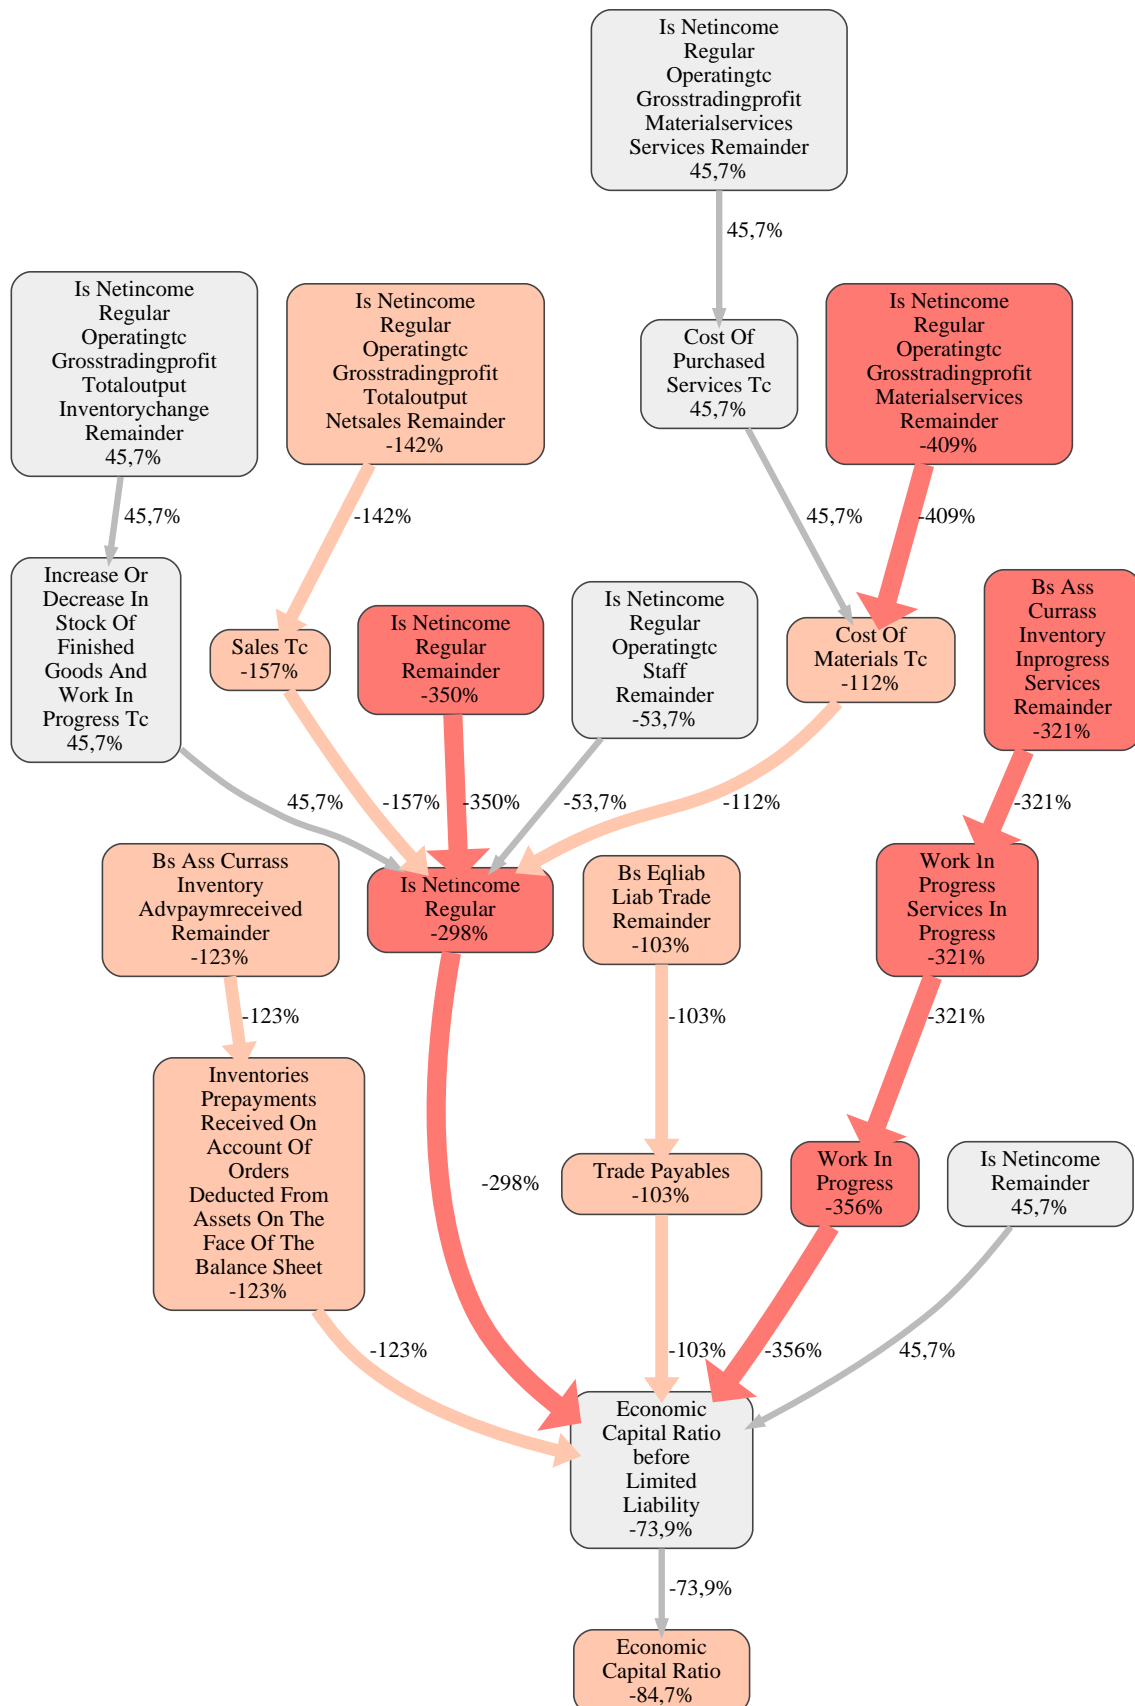 Is Netincome
Regular
Operatingtc
Grosstradingprofit
Materialservices
Services Remainder
45,7%
45,7%
Is Netincome
Regular
Operatingtc
Grosstradingprofit
Totaloutput
Inventorychange
Remainder
45,7%
Is Netincome
Regular
Operatingtc
Grosstradingprofit
Totaloutput
Netsales Remainder
-142%
Cost Of
Purchased
Services Tc
45,7%
Is Netincome
Regular
Operatingtc
Grosstradingprofit
Materialservices
Remainder
-409%
45,7%
-142%
45,7%
-409%
Increase Or
Decrease In
Stock Of
Finished
Goods And
Work In
Progress Tc
45,7%
Sales Tc
-157%
Is Netincome
Regular
Remainder
-350%
Is Netincome
Regular
Operatingtc
Staff
Remainder
-53,7%
Cost Of
Materials Tc
-112%
Bs Ass
Currass
Inventory
Inprogress
Services
Remainder
-321%
45,7%
-157%
-350%
-53,7%
-112%
-321%
Bs Ass Currass
Inventory
Advpaymreceived
Remainder
-123%
Is Netincome
Regular
-298%
Bs Eqliab
Liab Trade
Remainder
-103%
Work In
Progress
Services In
Progress
-321%
-123%
-103%
-321%
Inventories
Prepayments
Received On
Account Of
Orders
Deducted From
Assets On The
Face Of The
Balance Sheet
-123%
-298%
Trade Payables
-103%
Work In
Progress
-356%
Is Netincome
Remainder
45,7%
-123%
-103%
-356%
45,7%
Economic
Capital Ratio
before
Limited
Liability
-73,9%
-73,9%
Economic
Capital Ratio
-84,7%